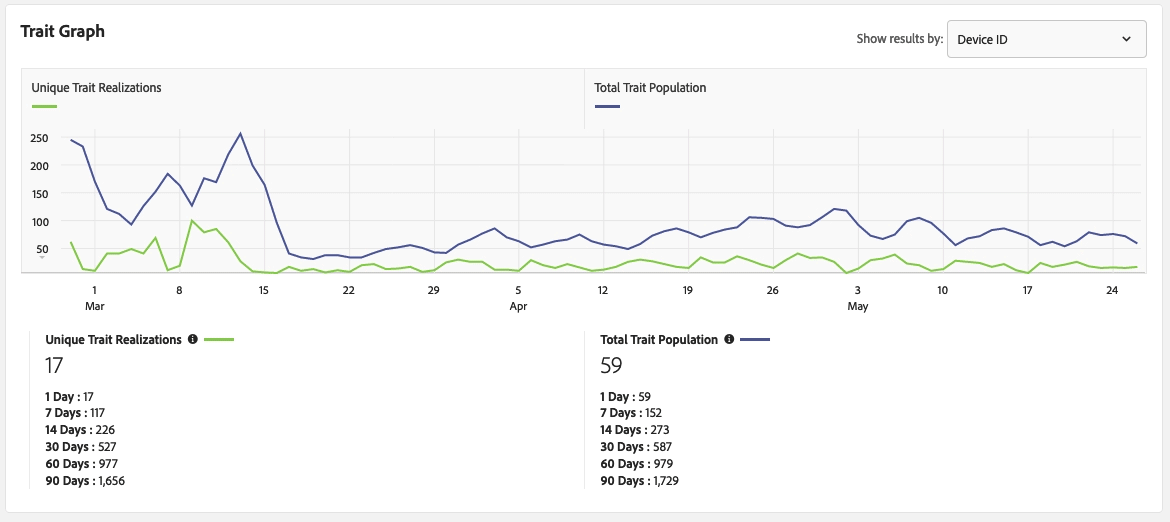 Trait Graph
Show results by: Device ID
Unique Trait Realizations
Total Trait Population
250
200
150
100
50
1 8 15 22 29 5 12 19 26 3 10 17 24
Mar Apr May
Unique Trait Realizations
17
1 Day : 17
7 Days : 117
14 Days : 226
30 Days : 527
60 Days : 977
90 Days : 1,656
Total Trait Population
59
1 Day : 59
7 Days : 152
14 Days : 273
30 Days : 587
60 Days : 979
90 Days : 1,729